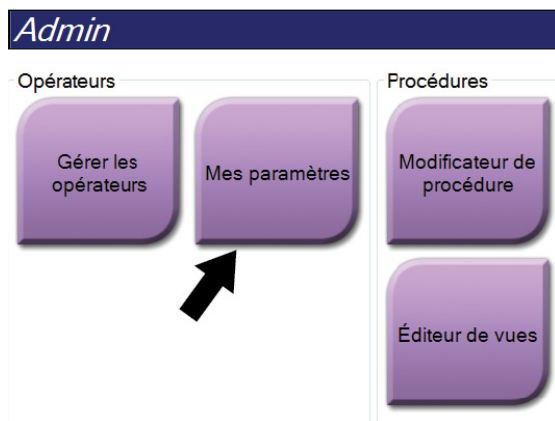 Admin
Opérateurs
Gérer les
opérateurs
Mes paramètres
Procédures
Modificateur de
procédure
Éditeur de vues